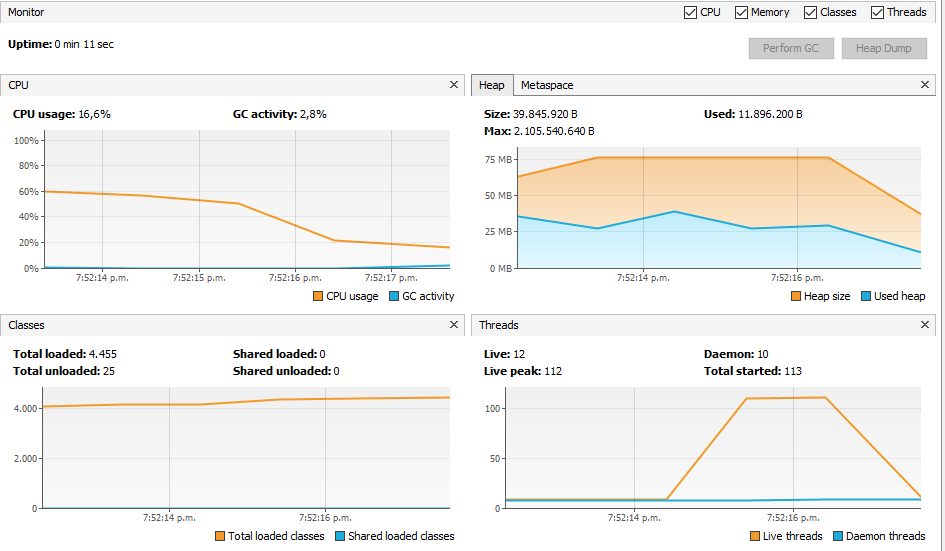 Monitor
CPU Memory Classes Threads
Uptime: 0 min 11 sec
Perform GC Heap Dump
CPU
CPU usage: 16,6% GC activity: 2,8%
100%
80%
60%
40%
20%
0%
7:52:14 p.m. 7:52:15 p.m. 7:52:16 p.m. 7:52:17 p.m.
CPU usage GC activity
Heap Metaspace
Size: 39.845.920 B Used: 11.896.200 B
Max: 2.105.540.640 B
75 MB
50 MB
25 MB
0 MB
7:52:14 p.m. 7:52:16 p.m.
Heap size Used heap
Classes
Total loaded: 4.455 Shared loaded: 0
Total unloaded: 25 Shared unloaded: 0
4.000
2.000
0
7:52:14 p.m. 7:52:16 p.m.
Total loaded classes Shared loaded classes
Threads
Live: 12 Daemon: 10
Live peak: 112 Total started: 113
100
50
0
7:52:14 p.m. 7:52:16 p.m.
Live threads Daemon threads